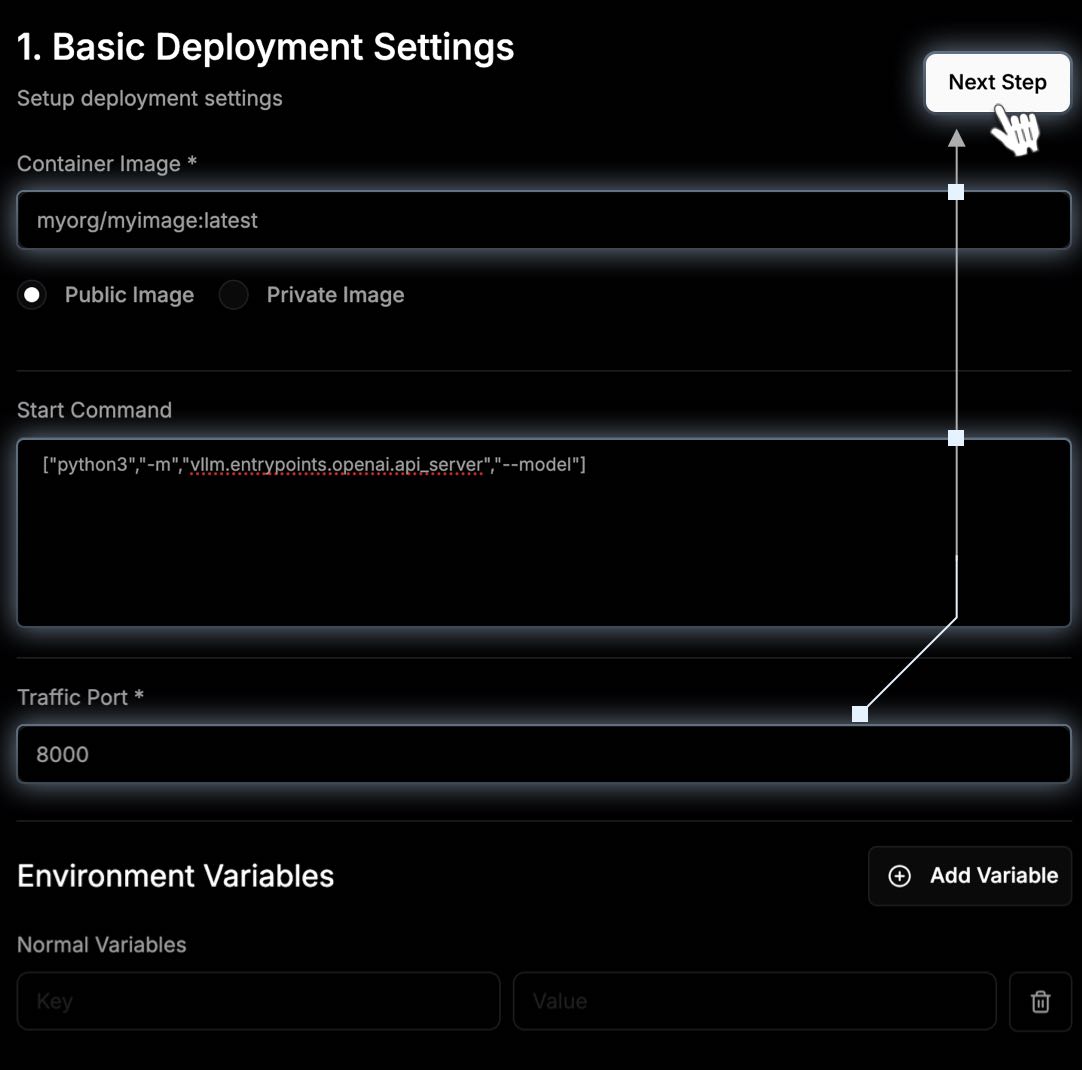 1. Basic Deployment Settings
Next Step
Setup deployment settings
Container Image *
myorg/myimage:latest
Public Image Private Image
Start Command
["python3","-m","vllm.entrypoints.openai.api_server","--model"]
Traffic Port *
8000
Environment Variables
Add Variable
Normal Variables
Key Value